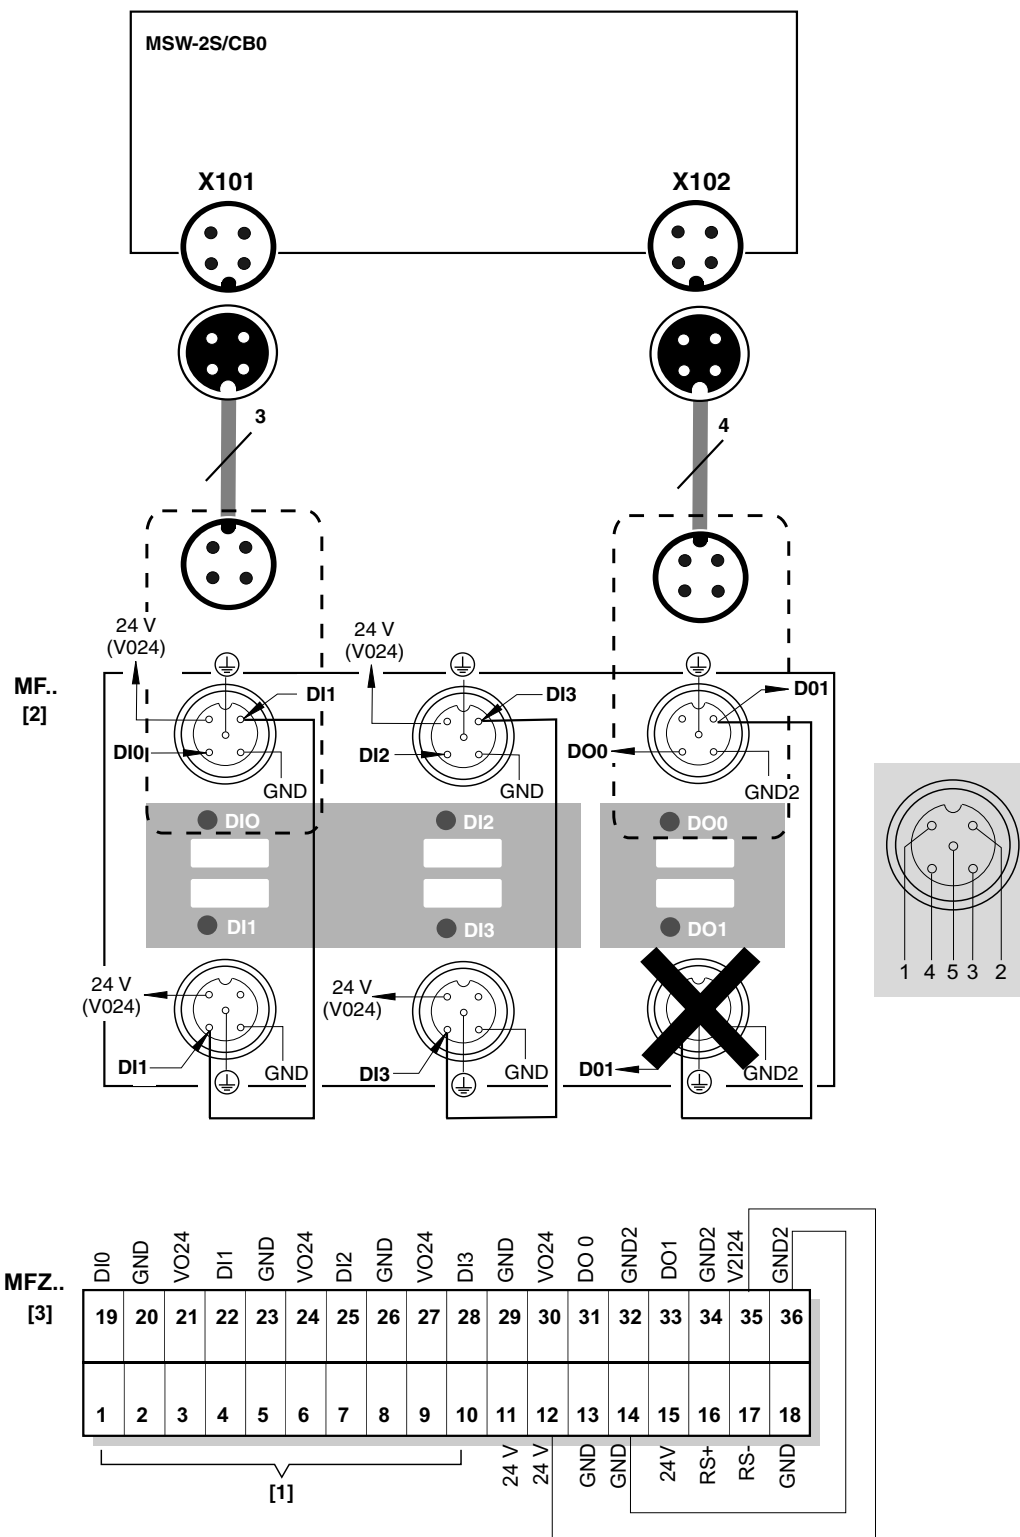 MSW-2S/CB0
X101 X102
3
4
24 V
(V024)
24 V
(V024)
MF..
[2]
DI1 DI3 D01
DI0 DI2 DO0
GND GND GND2
DIO DI2 DO0
DI1 DI3 DO1
1 4 5 3 2
24 V
(V024)
24 V
(V024)
DI1 GND DI3 GND D01 GND2
DI0 GND VO24 DI1 GND VO24 DI2 GND VO24 DI3 GND VO24 DO 0 GND2 DO1 GND2 V2I24 GND2
MFZ..
[3]
19 20 21 22 23 24 25 26 27 28 29 30 31 32 33 34 35 36
1 2 3 4 5 6 7 8 9 10 11 12 13 14 15 16 17 18
24 V 24 V GND GND 24V RS+ RS- GND
[1]